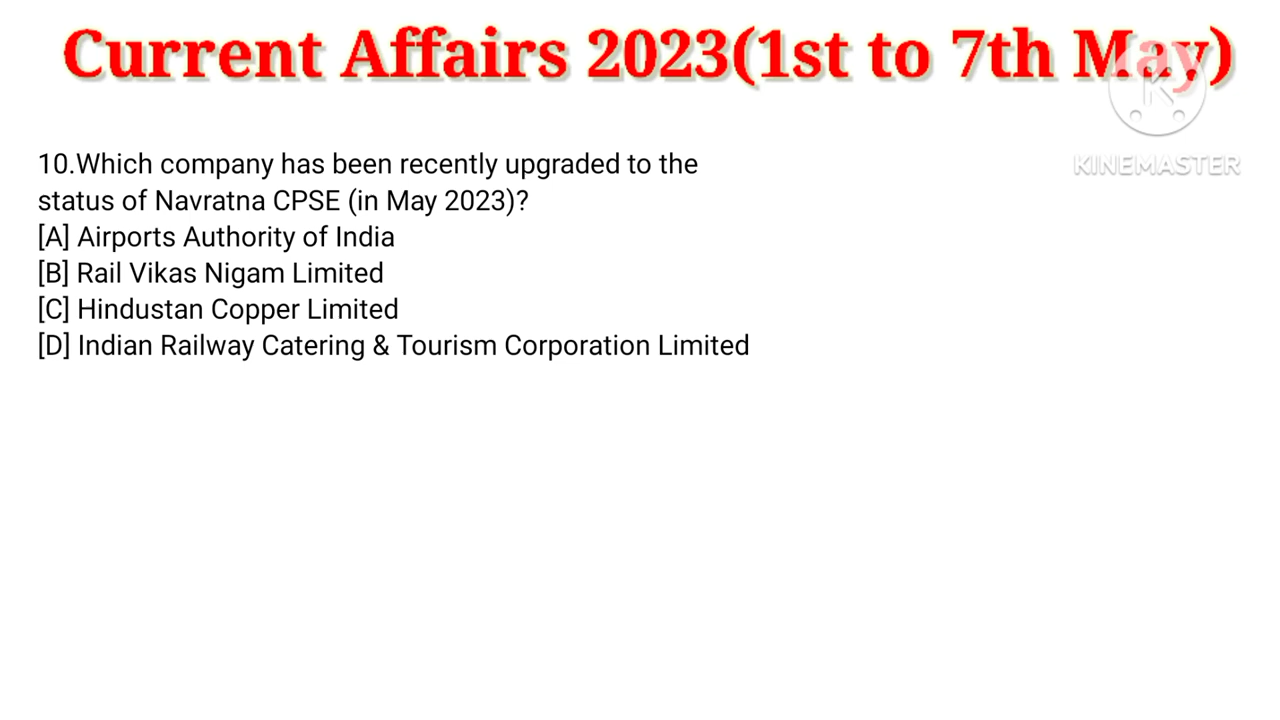 Current Affairs 2023(1st to 7th May)
KINEMASTER
10.Which company has been recently upgraded to the
status of Navratna CPSE (in May 2023)?
[A] Airports Authority of India
[B] Rail Vikas Nigam Limited
[C] Hindustan Copper Limited
[D] Indian Railway Catering & Tourism Corporation Limited